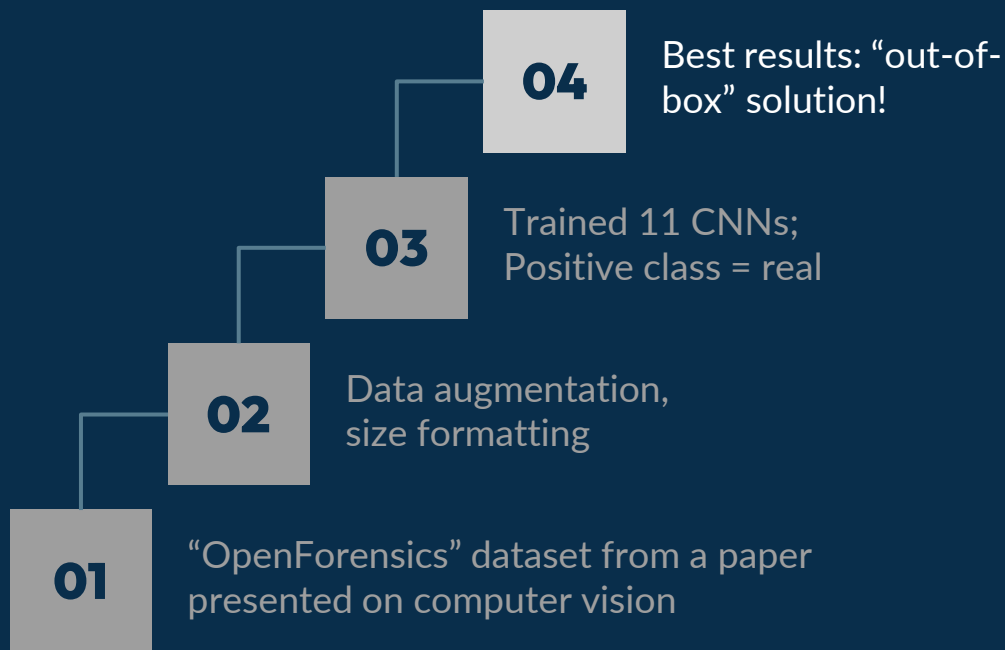 04
Best results: “out-of-
box” solution!
03
Trained 11 CNNs;
Positive class = real
02
Data augmentation,
size formatting
01
“OpenForensics” dataset from a paper
presented on computer vision